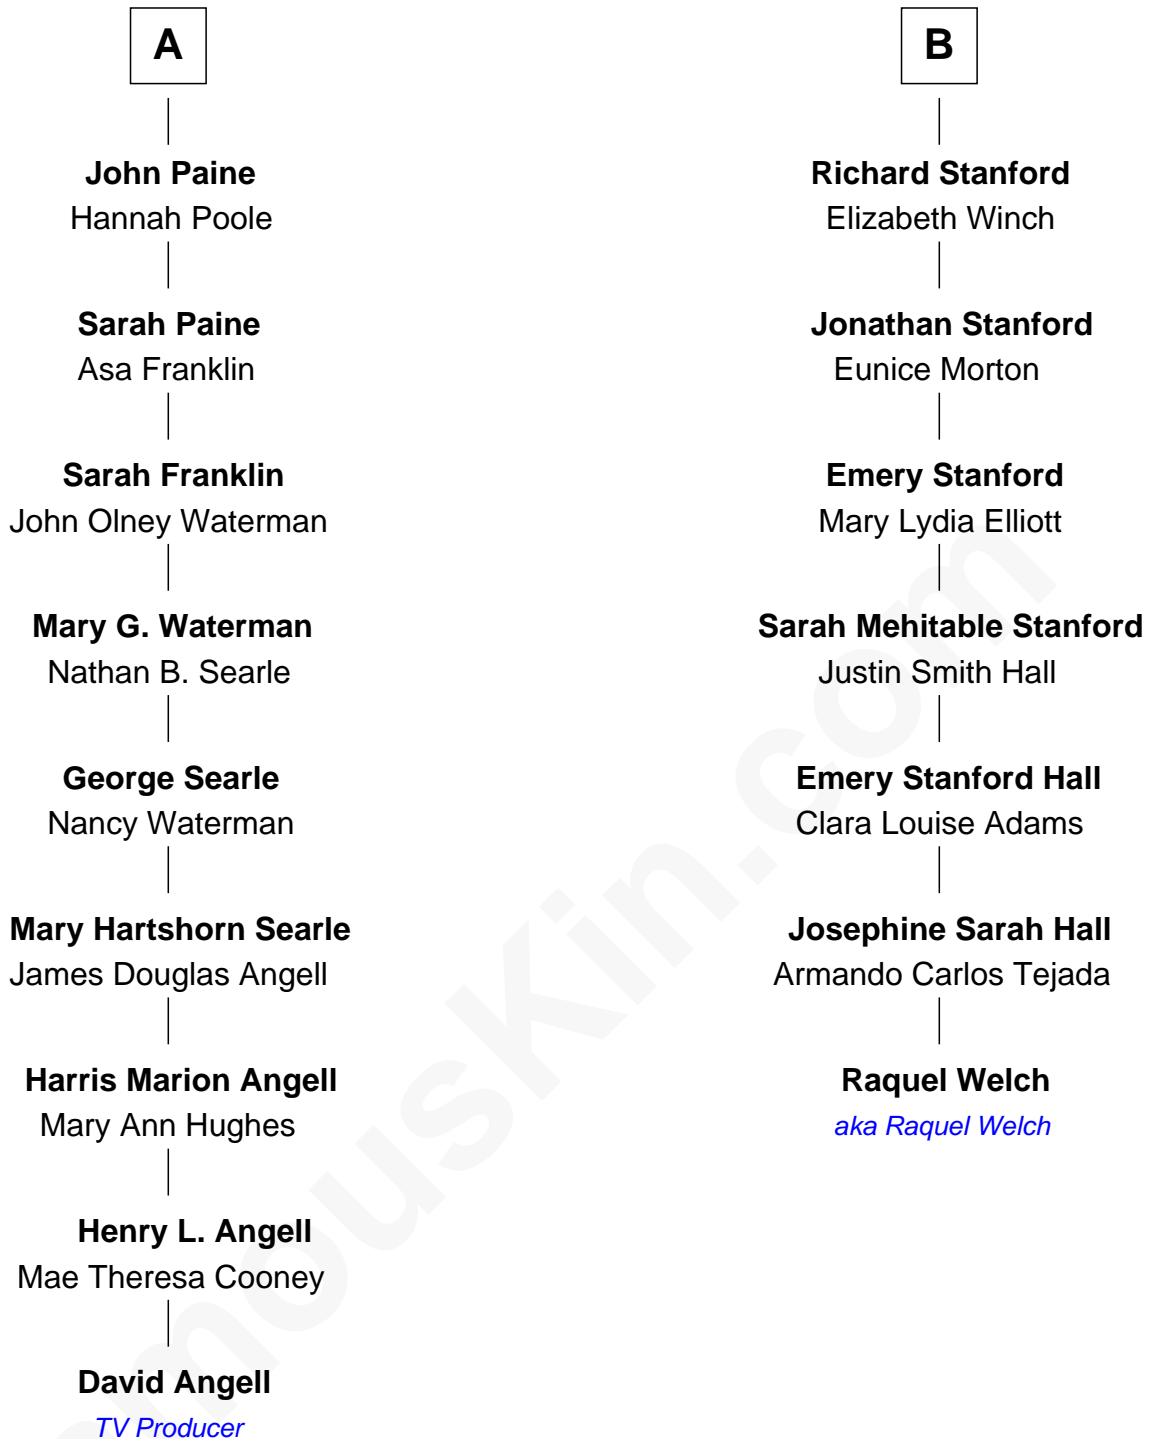 A
John Paine
Hannah Poole
Sarah Paine
Asa Franklin
Sarah Franklin
John Olney Waterman
Mary G. Waterman
Nathan B. Searle
George Searle
Nancy Waterman
Mary Hartshorn Searle
James Douglas Angell
Harris Marion Angell
Mary Ann Hughes
Henry L. Angell
Mae Theresa Cooney
David Angell
TV Producer
B
Richard Stanford
Elizabeth Winch
Jonathan Stanford
Eunice Morton
Emery Stanford
Mary Lydia Elliott
Sarah Mehitable Stanford
Justin Smith Hall
Emery Stanford Hall
Clara Louise Adams
Josephine Sarah Hall
Armando Carlos Tejada
Raquel Welch
aka Raquel Welch
mousKin.com